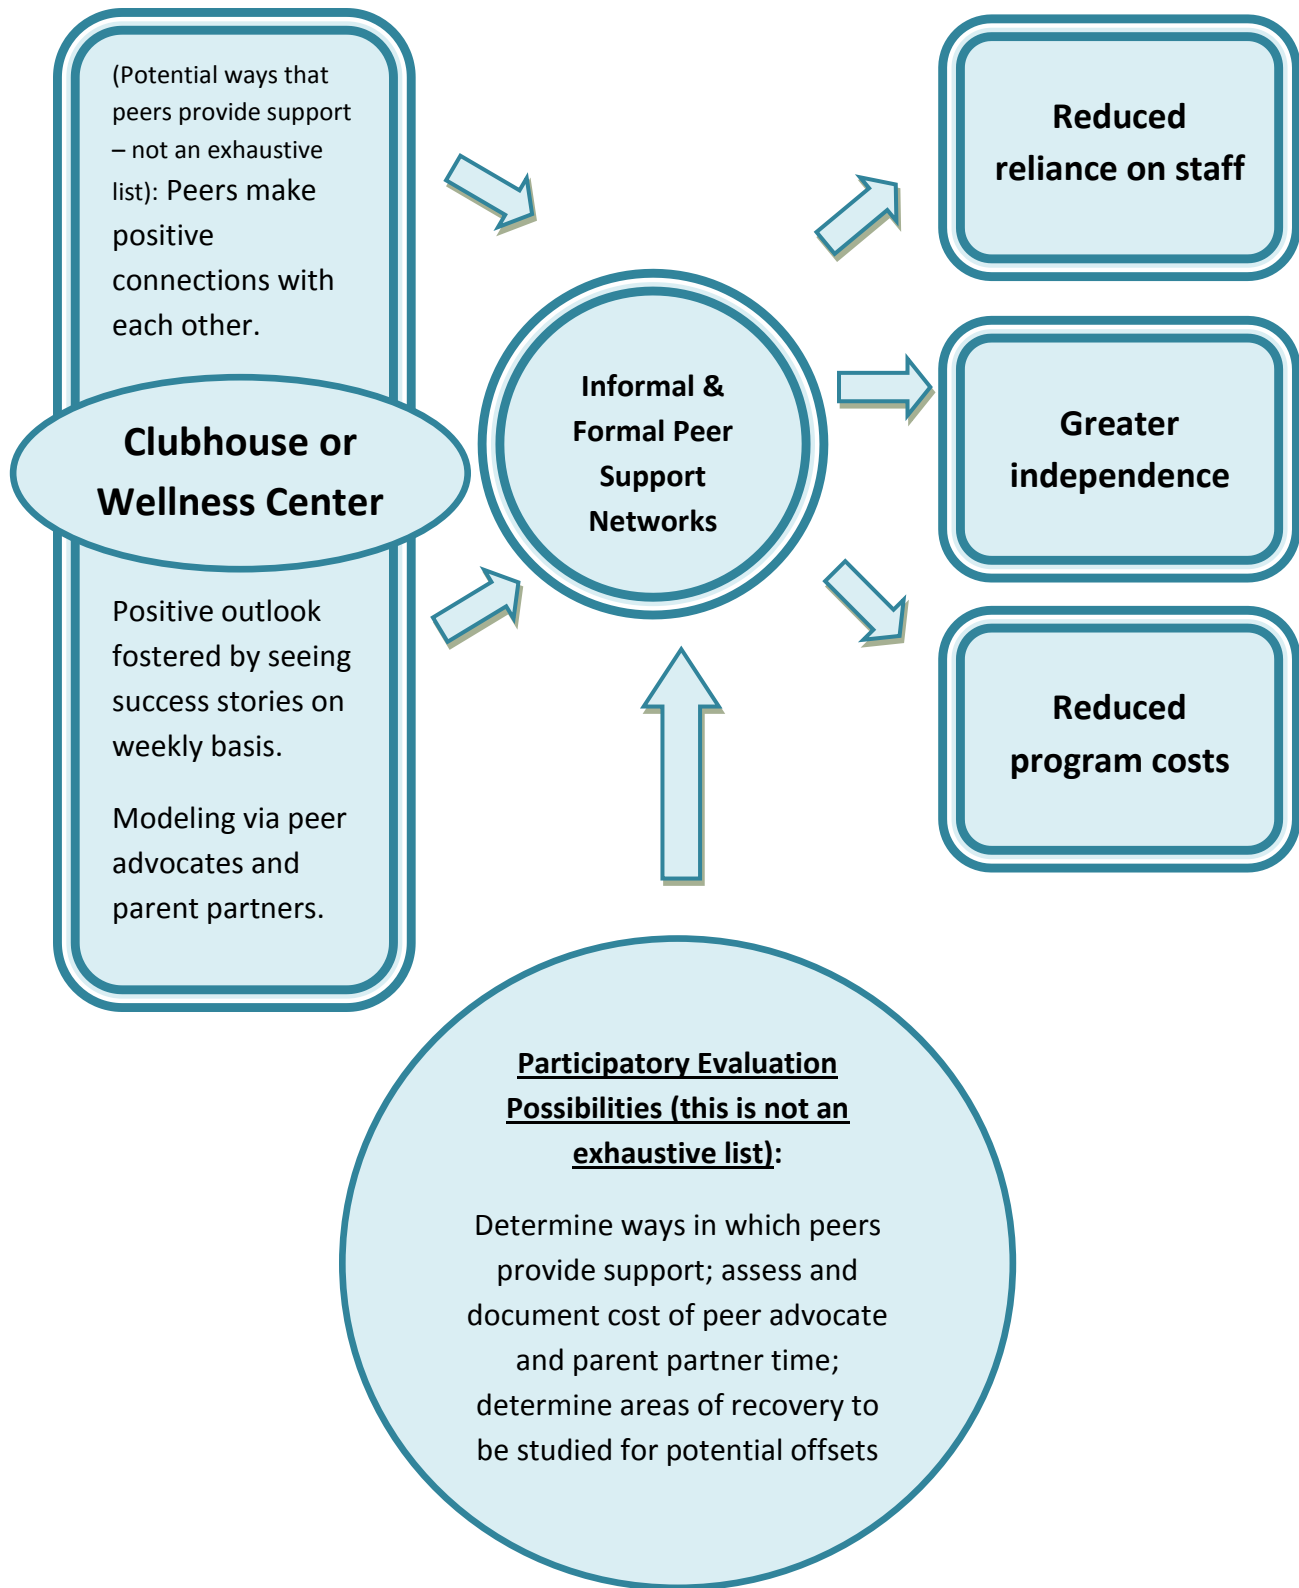 (Potential ways that
peers provide support
– not an exhaustive
list): Peers make
positive
connections with
each other.
Clubhouse or
Wellness Center
Positive outlook
fostered by seeing
success stories on
weekly basis.
Modeling via peer
advocates and
parent partners.
Informal &
Formal Peer
Support
Networks
Reduced
reliance on staff
Greater
independence
Reduced
program costs
Participatory Evaluation
Possibilities (this is not an
exhaustive list):
Determine ways in which peers
provide support; assess and
document cost of peer advocate
and parent partner time;
determine areas of recovery to
be studied for potential offsets